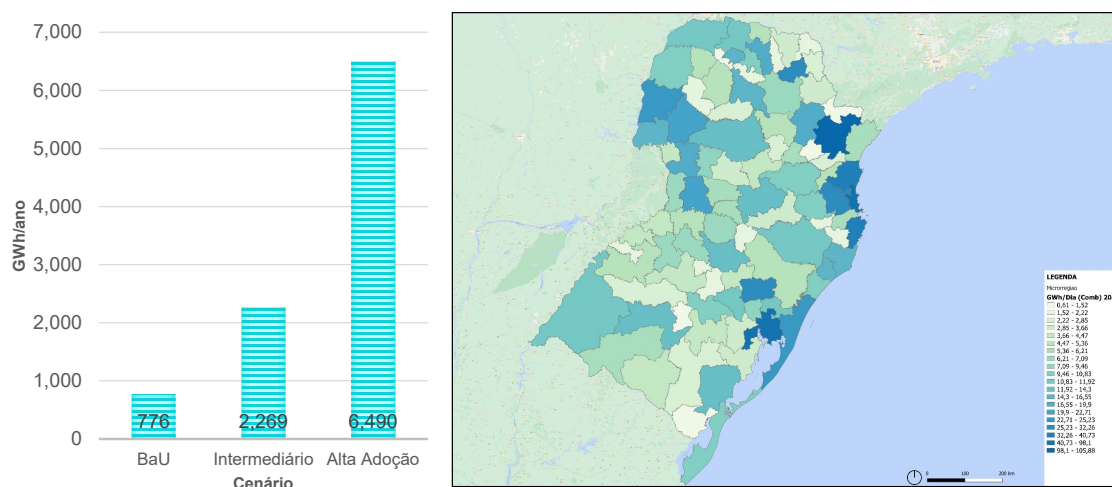 7,000
6,000
5,000
4,000
3,000
2,000
1,000
0
GWh/ano
776
2,269
6,490
BaU
Intermediário
Alta Adoção
Cenário
LEGENDA
Microrregias
GWh/Dia (Comb) 20
0,61 - 1,52
1,52 - 2,22
2,22 - 2,85
2,85 - 3,66
3,66 - 4,47
4,47 - 5,36
5,36 - 6,21
6,21 - 7,09
7,09 - 9,46
9,46 - 10,83
10,83 - 11,92
11,92 - 14,3
14,3 - 16,55
16,55 - 19,9
19,9 - 22,71
22,71 - 25,23
25,23 - 32,26
32,26 - 40,73
40,73 - 98,1
98,1 - 105,88
0 100 200 km